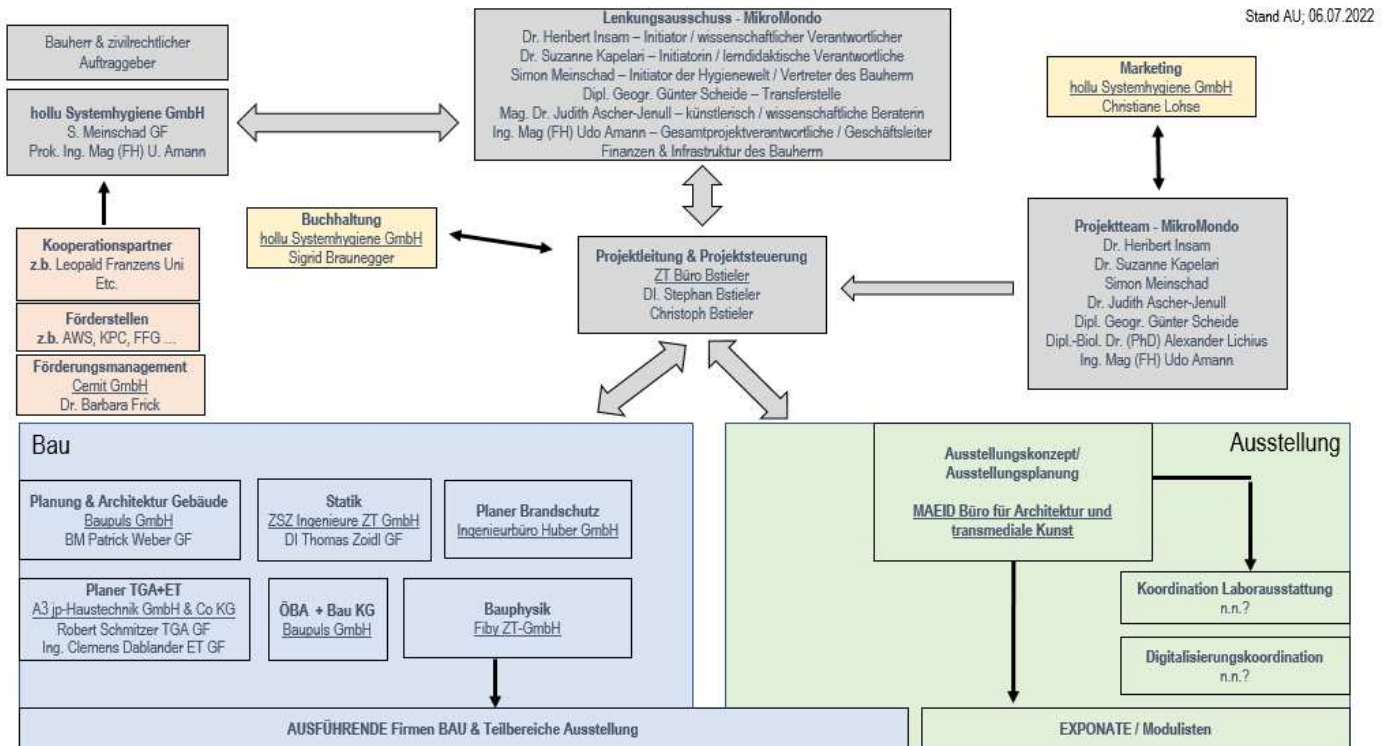 Stand AU; 06.07.2022
Bauherr & zivilrechtlicher
Auftraggeber
hollu Systemhygiene GmbH
S. Meinschad GF
Prok. Ing. Mag (FH) U. Amann
Lenkungsausschuss - MikroMondo
Dr. Heribert Insam – Initiator / wissenschaftlicher Verantwortlicher
Dr. Suzanne Kapelari – Initiatorin / lerndidaktische Verantwortliche
Simon Meinschad – Initiator der Hygienewelt / Vertreter des Bauherrn
Dipl. Geogr. Günter Scheide – Transferstelle
Mag. Dr. Judith Ascher-Jenull – künstlerisch / wissenschaftliche Beraterin
Ing. Mag (FH) Udo Amann – Gesamtprojektverantwortliche / Geschäftsleiter
Finanzen & Infrastruktur des Bauherrn
Marketing
hollu Systemhygiene GmbH
Christiane Lohse
Kooperationspartner
z.b. Leopald Franzens Uni
Etc.
Förderstellen
z.b. AWS, KPC, FFG ...
Förderungsmanagement
Cemit GmbH
Dr. Barbara Frick
Buchhaltung
hollu Systemhygiene GmbH
Sigrid Braunegger
Projektleitung & Projektsteuerung
ZT Büro Bstieler
DI. Stephan Bstieler
Christoph Bstieler
Projektteam - MikroMondo
Dr. Heribert Insam
Dr. Suzanne Kapelari
Simon Meinschad
Dr. Judith Ascher-Jenull
Dipl. Geogr. Günter Scheide
Dipl.-Biol. Dr. (PhD) Alexander Lichius
Ing. Mag (FH) Udo Amann
Bau
Planung & Architektur Gebäude
Baupuls GmbH
BM Patrick Weber GF
Statik
ZSZ Ingenieure ZT GmbH
DI Thomas Zoidl GF
Planer Brandschutz
Ingenieurbüro Huber GmbH
Planer TGA+ET
A3 jp-Haustechnik GmbH & Co KG
Robert Schmitzer TGA GF
Ing. Clemens Dablander ET GF
ÖBA + Bau KG
Baupuls GmbH
Bauphysik
Fiby ZT-GmbH
AUSFÜHRENDE Firmen BAU & Teilbereiche Ausstellung
Ausstellung
Ausstellungskonzept/
Ausstellungsplanung
MAEID Büro für Architektur und
transmediale Kunst
Koordination Laborausstattung
n.n.?
Digitalisierungskoordination
n.n.?
EXPONATE / Modulisten